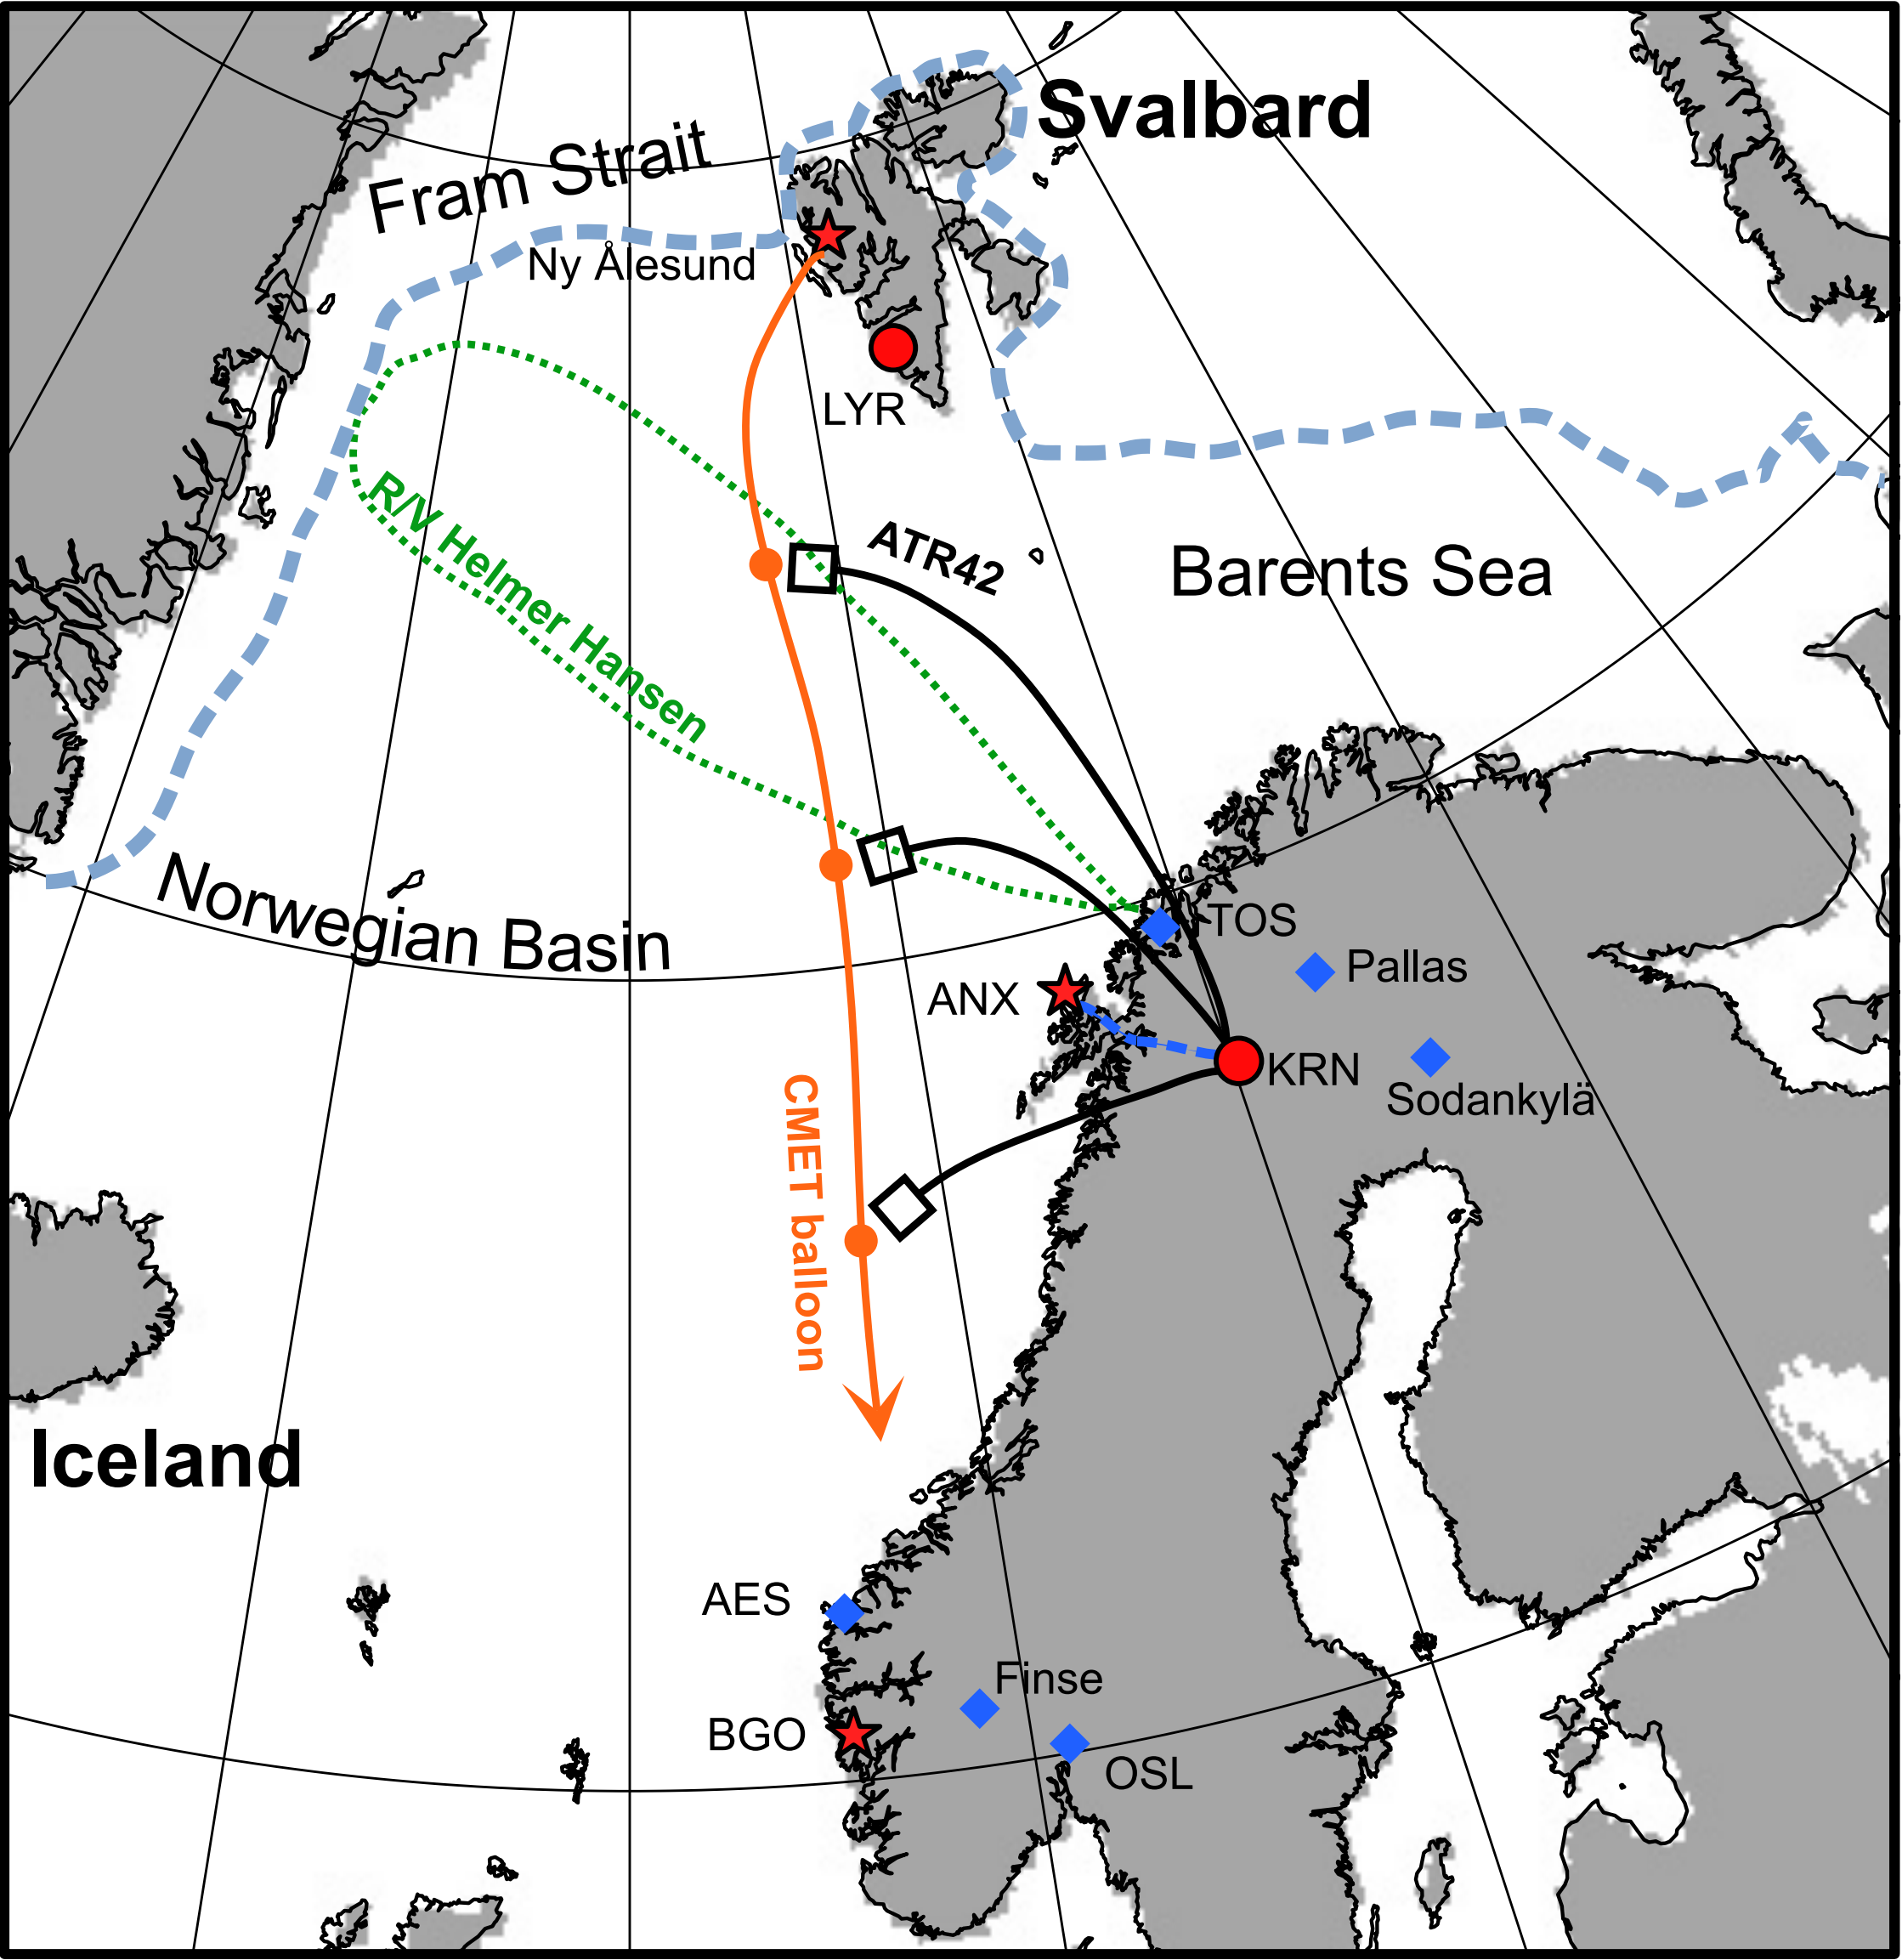 Svalbard
Fram Strait
Ny Ålesund
LYR
R/V Helmer Hansen
ATR42
Barents Sea
Norwegian Basin
TOS
Pallas
ANX
KRN
Sodankylä
CMET balloon
Iceland
AES
Finse
BGO
OSL